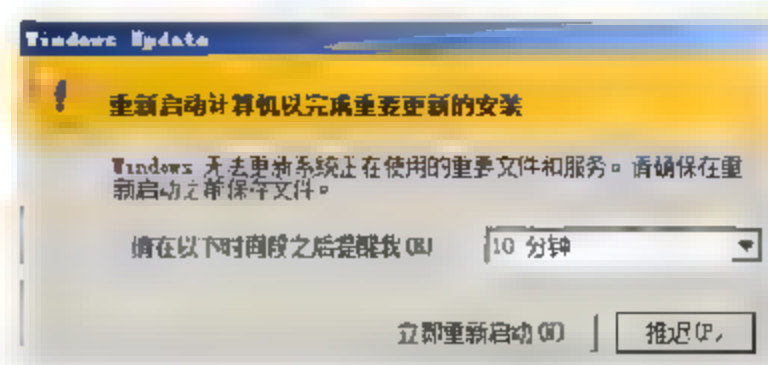 Windows Update
重新启动计算机以完成重要更新的安装
Windows 无法更新系统正在使用的重要文件和服务。请确保在重
新启动之前保存文件。
请在以下时间段之后提醒我(R)
10 分钟
立即重新启动(N)
推迟(P)